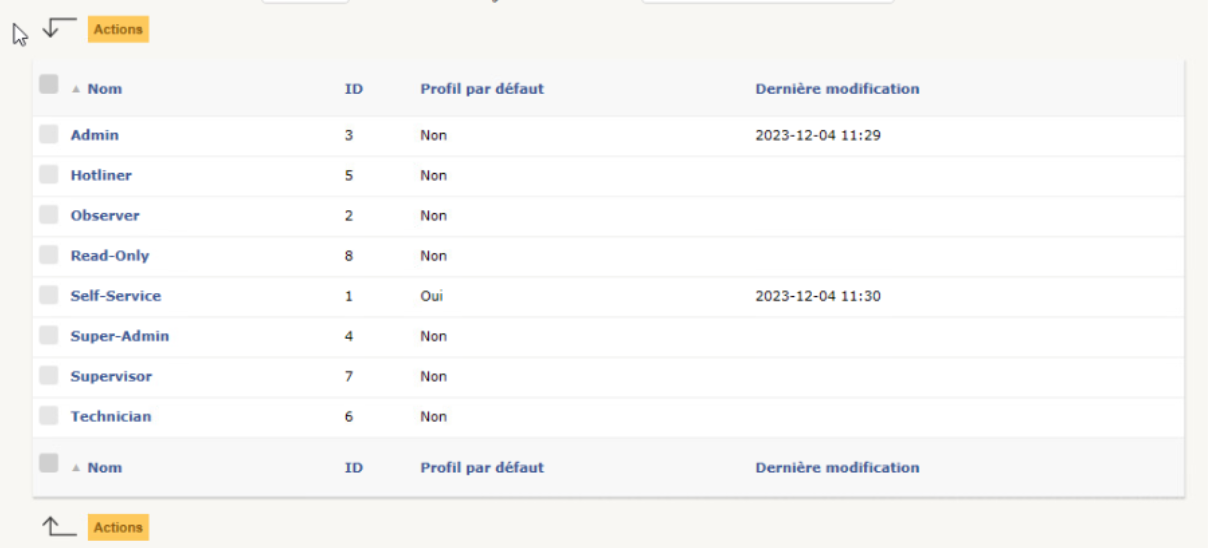 Actions
Nom ID Profil par défaut Dernière modification
Admin 3 Non 2023-12-04 11:29
Hotliner 5 Non
Observer 2 Non
Read-Only 8 Non
Self-Service 1 Oui 2023-12-04 11:30
Super-Admin 4 Non
Supervisor 7 Non
Technician 6 Non
Nom ID Profil par défaut Dernière modification
Actions